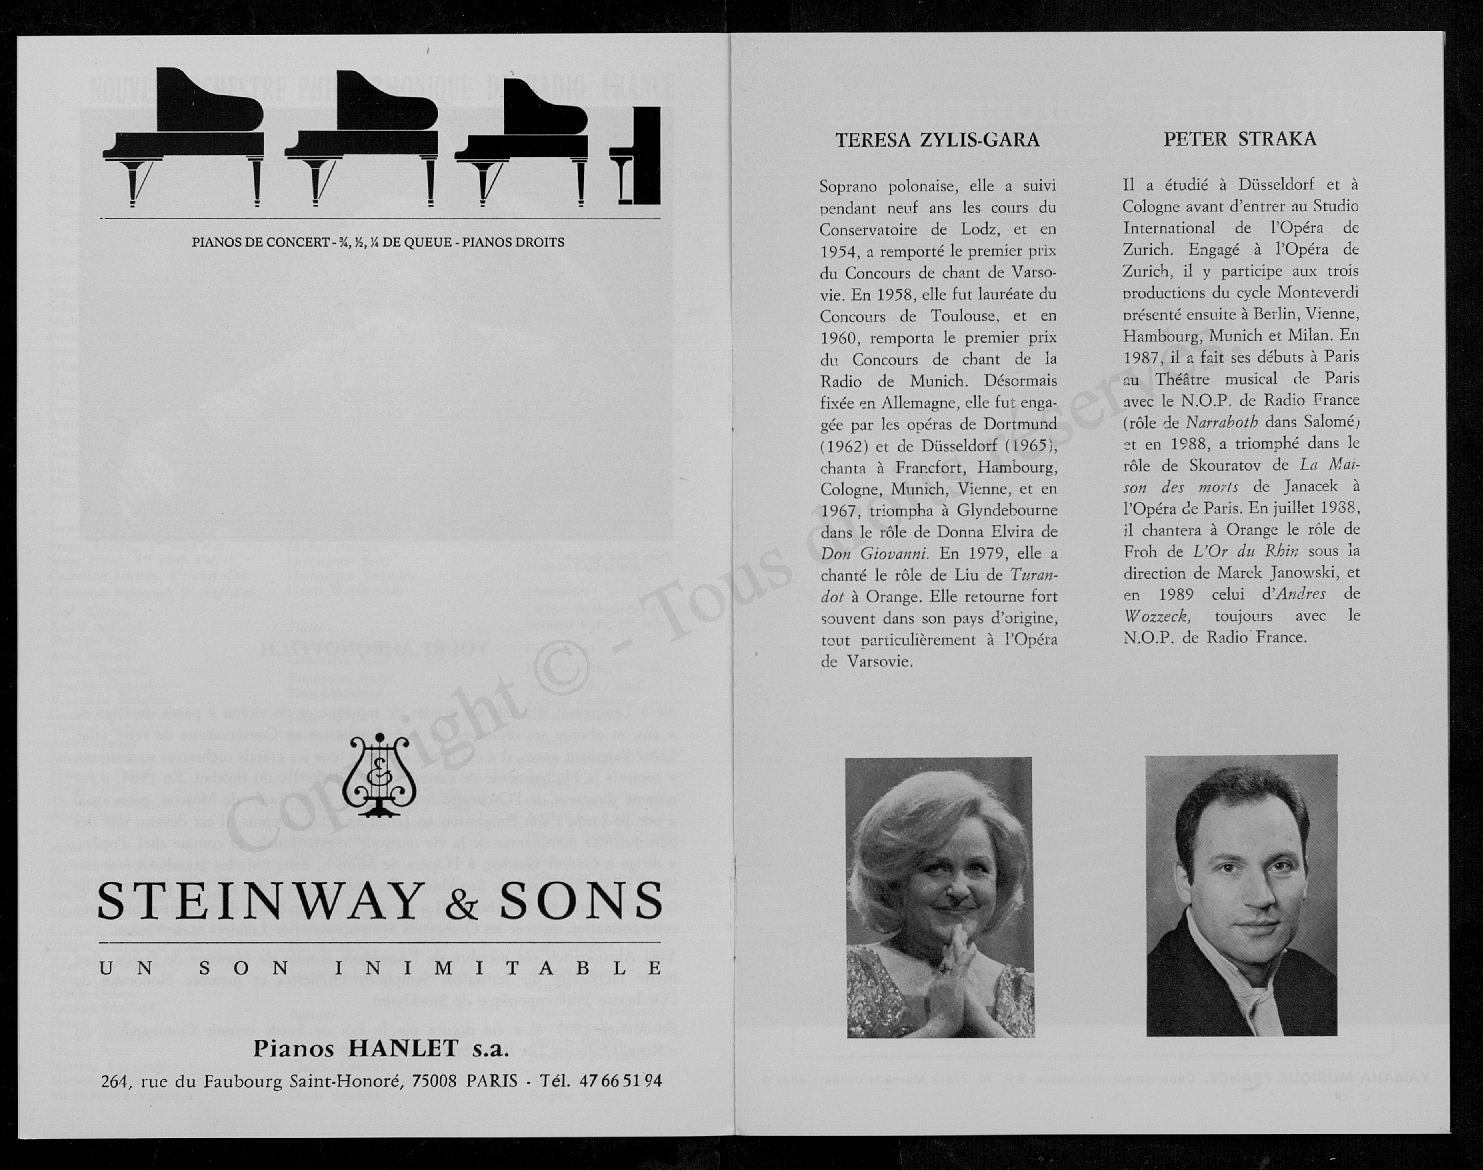 PIANOS DE CONCERT - ¾, ½, ¼ DE QUEUE - PIANOS DROITS
STEINWAY & SONS
UN SON INIMITABLE
Pianos HANLET s.a.
264, rue du Faubourg Saint-Honoré, 75008 PARIS - Tél. 47 66 51 94
TERESA ZYLIS-GARA
Soprano polonaise, elle a suivi
pendant neuf ans les cours du
Conservatoire de Lodz, et en
1954, a remporté le premier prix
du Concours de chant de Varso-
vie. En 1958, elle fut lauréate du
Concours de Toulouse, et en
1960, remporta le premier prix
du Concours de chant de la
Radio de Munich. Désormais
fixée en Allemagne, elle fut enga-
gée par les opéras de Dortmund
(1962) et de Düsseldorf (1965),
chanta à Francfort, Hambourg,
Cologne, Munich, Vienne, et en
1967, triompha à Glyndebourne
dans le rôle de Donna Elvira de
Don Giovanni. En 1979, elle a
chanté le rôle de Liu de Turan-
dot à Orange. Elle retourne fort
souvent dans son pays d'origine,
tout particulièrement à l'Opéra
de Varsovie.
PETER STRAKA
Il a étudié à Düsseldorf et à
Cologne avant d'entrer au Studio
International de l'Opéra de
Zurich. Engagé à l'Opéra de
Zurich, il y participe aux trois
productions du cycle Monteverdi
présenté ensuite à Berlin, Vienne,
Hambourg, Munich et Milan. En
1987, il a fait ses débuts à Paris
au Théâtre musical de Paris
avec le N.O.P. de Radio France
(rôle de Narraboth dans Salomé)
et en 1988, a triomphé dans le
rôle de Skouratov de La Mai-
son des morts de Janacek à
l'Opéra de Paris. En juillet 1988,
il chantera à Orange le rôle de
Froh de L'Or du Rhin sous la
direction de Marek Janowski, et
en 1989 celui d'Andres de
Wozzeck, toujours avec le
N.O.P. de Radio France.
Copyright © - Tous droits réservés.